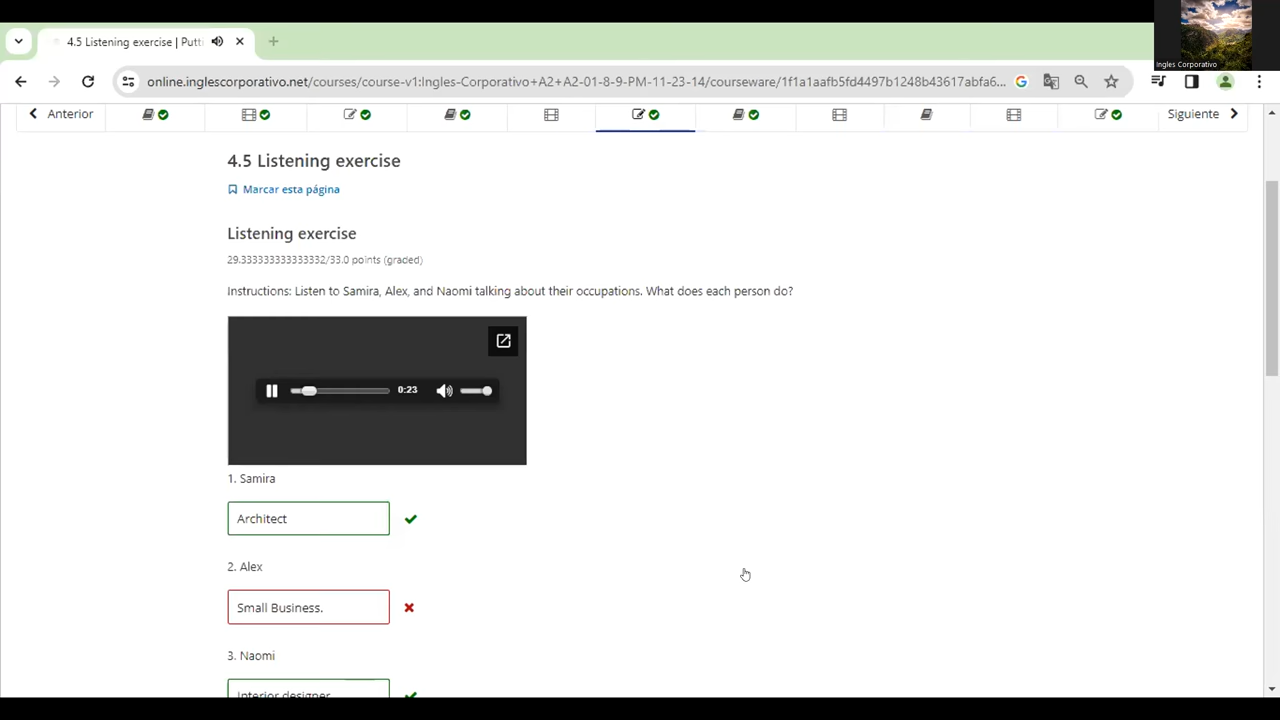 4.5 Listening exercise | Putti
Ingles Corporativo
online.inglescorporativo.net/courses/course-v1:Ingles-Corporativo+A2+A2-01-8-9-PM-11-23-14/courseware/1f1a1aafb5fd4497b1248b43617abfa6...
Anterior
Siguiente
4.5 Listening exercise
Marcar esta página
Listening exercise
29.333333333333332/33.0 points (graded)
Instructions: Listen to Samira, Alex, and Naomi talking about their occupations. What does each person do?
0:23
1. Samira
Architect
2. Alex
Small Business.
3. Naomi
Interior designer